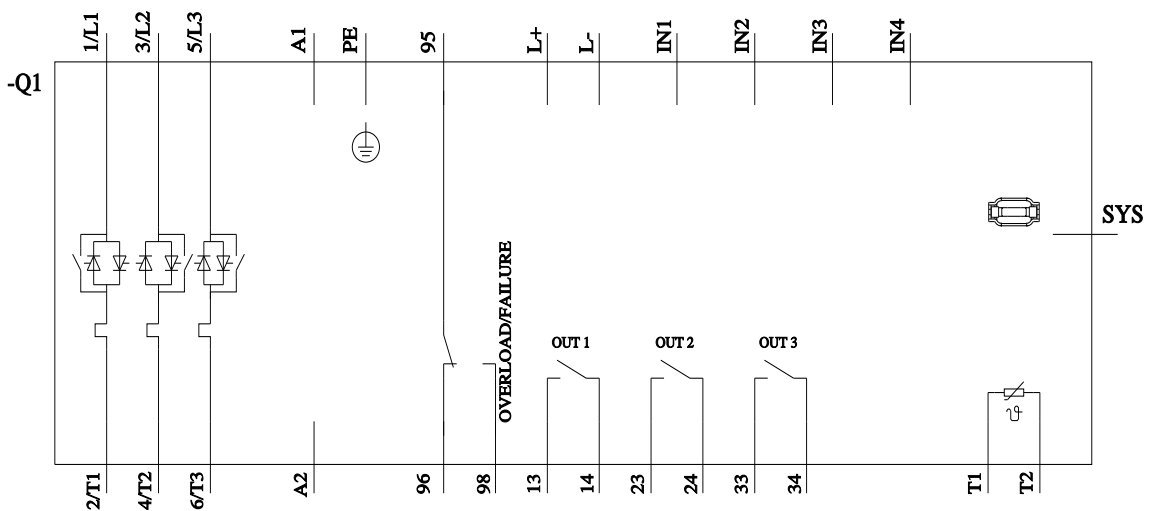 1/L1
3/L2
5/L3
A1
PE
95
L+
L-
IN1
IN2
IN3
IN4
-Q1
SYS
OVERLOAD/FAILURE
OUT 1
OUT 2
OUT 3
ϑ
2/T1
4/T2
6/T3
A2
96
98
13
14
23
24
33
34
T1
T2